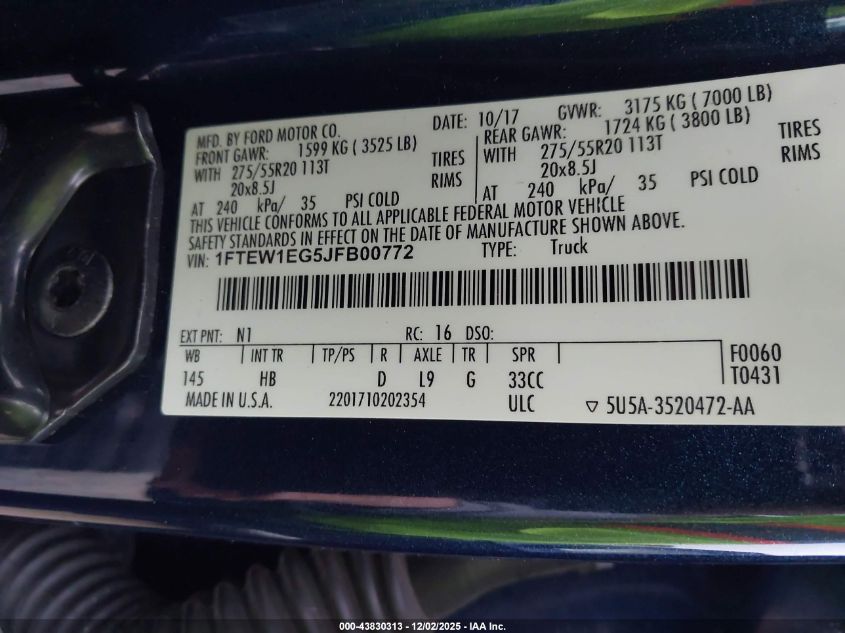 MFD. BY FORD MOTOR CO. DATE: 10/17 GVWR: 3175 KG ( 7000 LB)
FRONT GAWR: 1599 KG ( 3525 LB) REAR GAWR: 1724 KG ( 3800 LB)
WITH 275/55R20 113T TIRES WITH 275/55R20 113T TIRES
20x8.5J RIMS 20x8.5J RIMS
AT 240 kPa/ 35 PSI COLD AT 240 kPa/ 35 PSI COLD
THIS VEHICLE CONFORMS TO ALL APPLICABLE FEDERAL MOTOR VEHICLE
SAFETY STANDARDS IN EFFECT ON THE DATE OF MANUFACTURE SHOWN ABOVE.
VIN: 1FTEW1EG5JFB00772 TYPE: Truck
EXT PNT: N1 RC: 16 DSO:
WB INT TR TP/PS R AXLE TR SPR F0060
145 HB D L9 G 33CC T0431
MADE IN U.S.A. 2201710202354 ULC ▽ 5U5A-3520472-AA
000-43830313 - 12/02/2025 - IAA Inc.